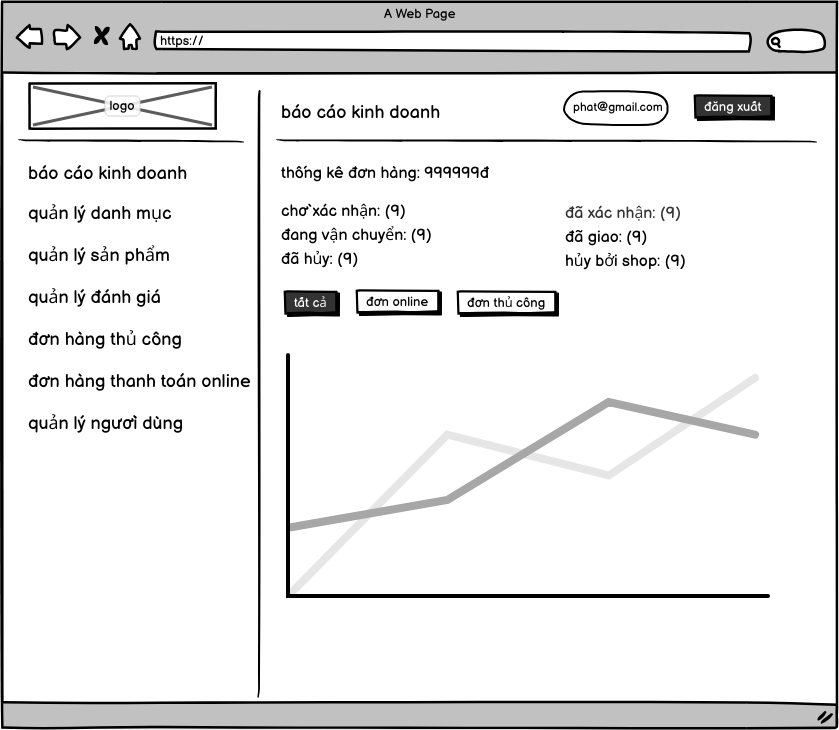 A Web Page
https://
logo
báo cáo kinh doanh
phat@gmail.com
đăng xuất
báo cáo kinh doanh
quản lý danh mục
quản lý sản phẩm
quản lý đánh giá
đơn hàng thủ công
đơn hàng thanh toán online
quản lý người dùng
thống kê đơn hàng: 999999đ
chờ xác nhận: (9)
đã xác nhận: (9)
đang vận chuyển: (9)
đã giao: (9)
đã hủy: (9)
hủy bởi shop: (9)
tất cả
đơn online
đơn thủ công